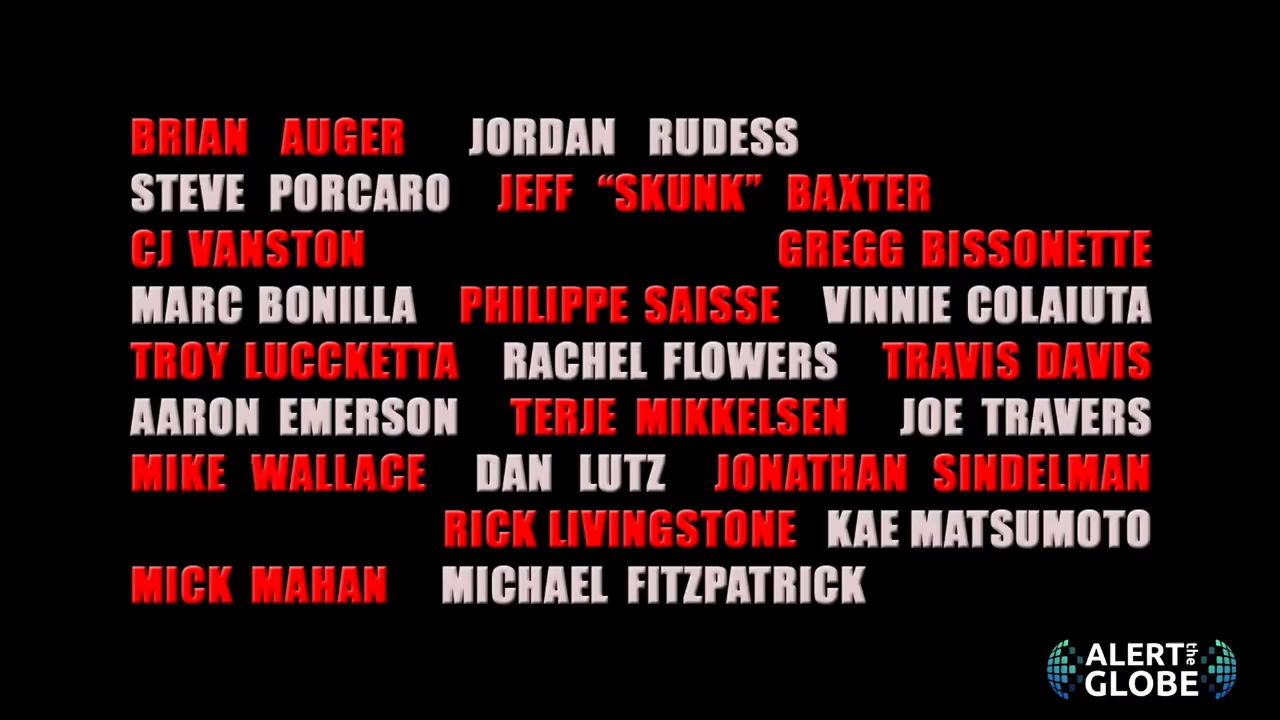 BRIAN AUGER JORDAN RUDESS
STEVE PORCARO JEFF “SKUNK” BAXTER
CJ VANSTON GREGG BISSONETTE
MARC BONILLA PHILIPPE SAISSE VINNIE COLAIUTA
TROY LUCCKETTA RACHEL FLOWERS TRAVIS DAVIS
AARON EMERSON TERJE MIKKELSEN JOE TRAVERS
MIKE WALLACE DAN LUTZ JONATHAN SINDELMAN
RICK LIVINGSTONE KAE MATSUMOTO
MICK MAHAN MICHAEL FITZPATRICK
ALERT the
GLOBE